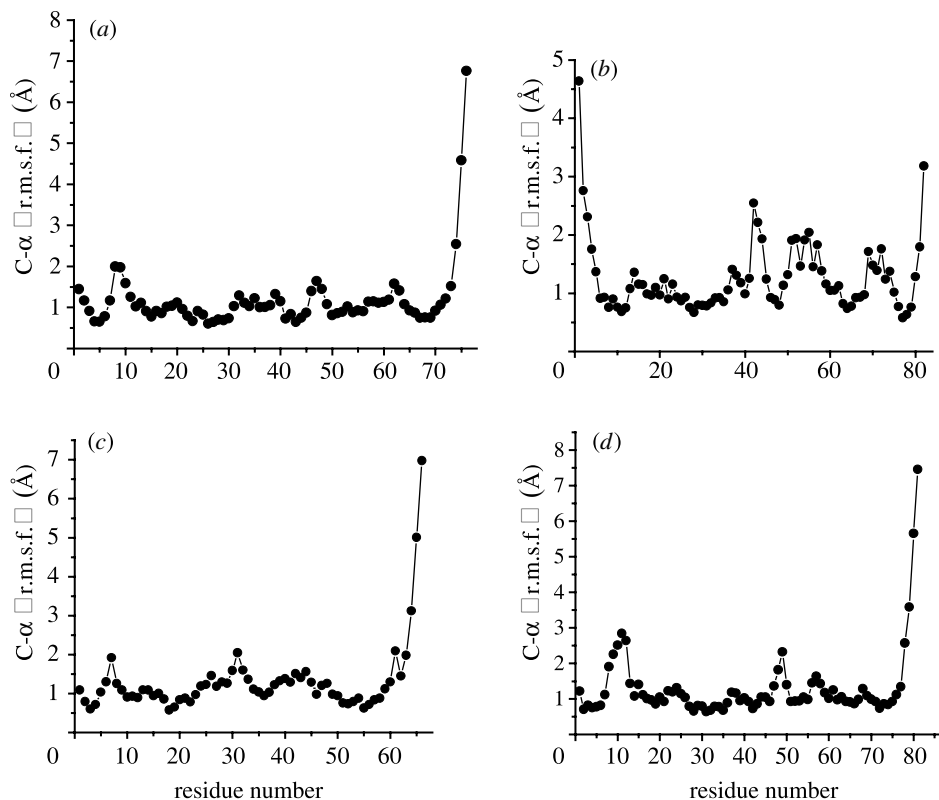 (a)
8
7
6
5
4
3
2
1
0
10 20 30 40 50 60 70
C-α □r.m.s.f.□ (Å)
(b)
5
4
3
2
1
0
20 40 60 80
C-α □r.m.s.f.□ (Å)
(c)
7
6
5
4
3
2
1
0
10 20 30 40 50 60
C-α □r.m.s.f.□ (Å)
residue number
(d)
8
7
6
5
4
3
2
1
0
10 20 30 40 50 60 70 80
C-α □r.m.s.f.□ (Å)
residue number